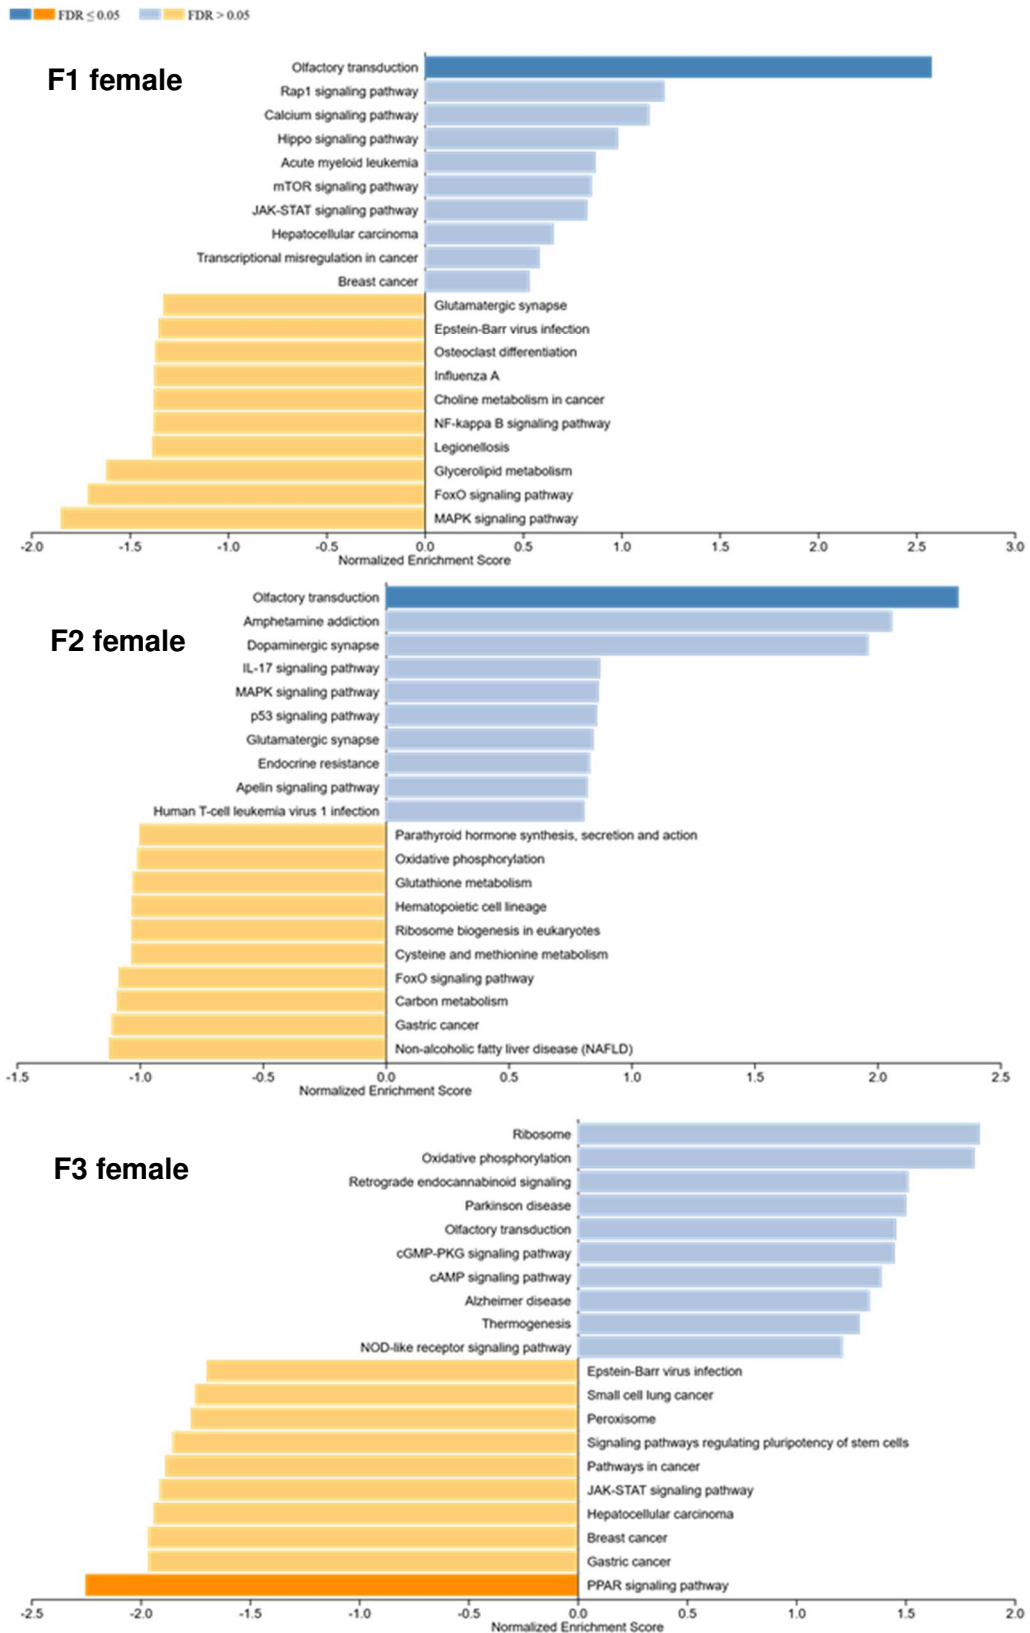 FDR ≤ 0.05 FDR > 0.05
F1 female
Olfactory transduction
Rap1 signaling pathway
Calcium signaling pathway
Hippo signaling pathway
Acute myeloid leukemia
mTOR signaling pathway
JAK-STAT signaling pathway
Hepatocellular carcinoma
Transcriptional misregulation in cancer
Breast cancer
Glutamatergic synapse
Epstein-Barr virus infection
Osteoclast differentiation
Influenza A
Choline metabolism in cancer
NF-kappa B signaling pathway
Legionellosis
Glycerolipid metabolism
FoxO signaling pathway
MAPK signaling pathway
-2.0 -1.5 -1.0 -0.5 0.0 0.5 1.0 1.5 2.0 2.5 3.0
Normalized Enrichment Score
F2 female
Olfactory transduction
Amphetamine addiction
Dopaminergic synapse
IL-17 signaling pathway
MAPK signaling pathway
p53 signaling pathway
Glutamatergic synapse
Endocrine resistance
Apelin signaling pathway
Human T-cell leukemia virus 1 infection
Parathyroid hormone synthesis, secretion and action
Oxidative phosphorylation
Glutathione metabolism
Hematopoietic cell lineage
Ribosome biogenesis in eukaryotes
Cysteine and methionine metabolism
FoxO signaling pathway
Carbon metabolism
Gastric cancer
Non-alcoholic fatty liver disease (NAFLD)
-1.5 -1.0 -0.5 0.0 0.5 1.0 1.5 2.0 2.5
Normalized Enrichment Score
F3 female
Ribosome
Oxidative phosphorylation
Retrograde endocannabinoid signaling
Parkinson disease
Olfactory transduction
cGMP-PKG signaling pathway
cAMP signaling pathway
Alzheimer disease
Thermogenesis
NOD-like receptor signaling pathway
Epstein-Barr virus infection
Small cell lung cancer
Peroxisome
Signaling pathways regulating pluripotency of stem cells
Pathways in cancer
JAK-STAT signaling pathway
Hepatocellular carcinoma
Breast cancer
Gastric cancer
PPAR signaling pathway
-2.5 -2.0 -1.5 -1.0 -0.5 0.0 0.5 1.0 1.5 2.0
Normalized Enrichment Score